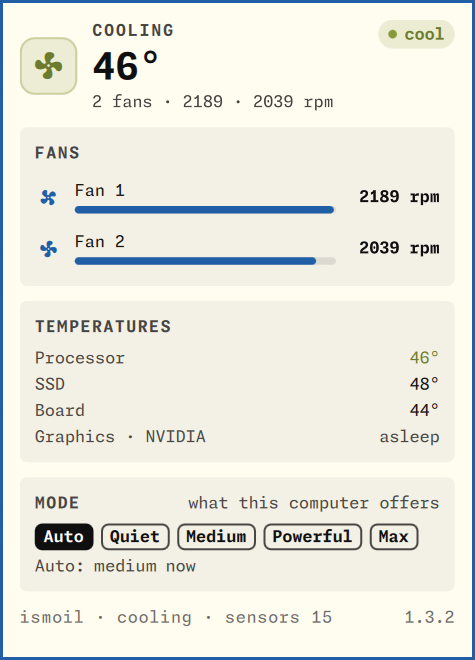 COOLING
cool
46°
2 fans · 2189 · 2039 rpm
FANS
Fan 1
2189 rpm
Fan 2
2039 rpm
TEMPERATURES
Processor 46°
SSD 48°
Board 44°
Graphics · NVIDIA asleep
MODE what this computer offers
Auto Quiet Medium Powerful Max
Auto: medium now
ismoil · cooling · sensors 15 1.3.2